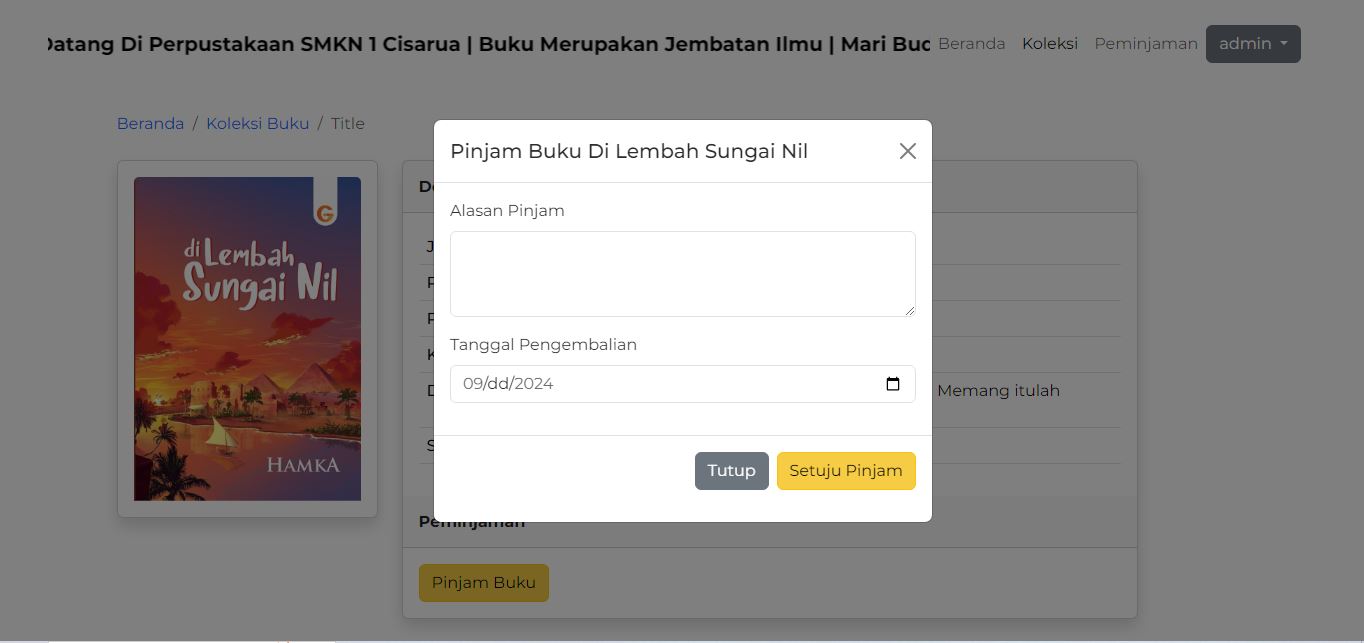 Datang Di Perpustakaan SMKN 1 Cisarua | Buku Merupakan Jembatan Ilmu | Mari Bud
Beranda Koleksi Peminjaman admin
Beranda / Koleksi Buku / Title
Pinjam Buku Di Lembah Sungai Nil
Alasan Pinjam
Tanggal Pengembalian
09/dd/2024
Tutup Setuju Pinjam
G
di Lembah
Sungai Nil
HAMKA
Memang itulah
Peminjaman
Pinjam Buku